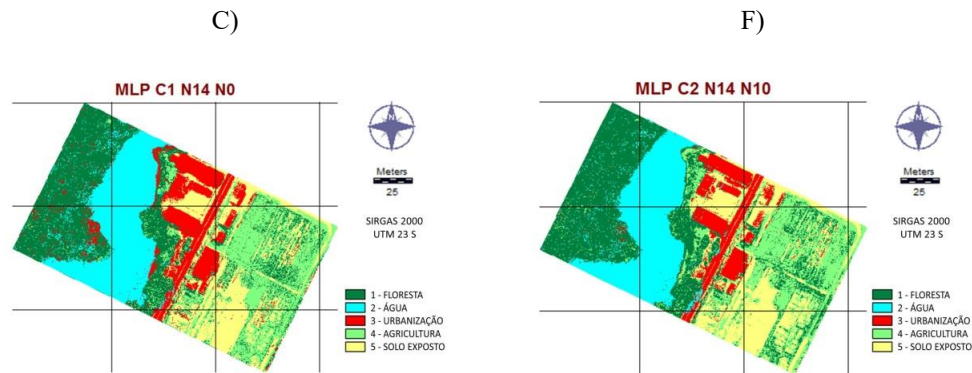 C)
MLP C1 N14 N0
N
Meters
25
SIRGAS 2000
UTM 23 S
1 - FLORESTA
2 - ÁGUA
3 - URBANIZAÇÃO
4 - AGRICULTURA
5 - SOLO EXPOSTO
F)
MLP C2 N14 N10
N
Meters
25
SIRGAS 2000
UTM 23 S
1 - FLORESTA
2 - ÁGUA
3 - URBANIZAÇÃO
4 - AGRICULTURA
5 - SOLO EXPOSTO